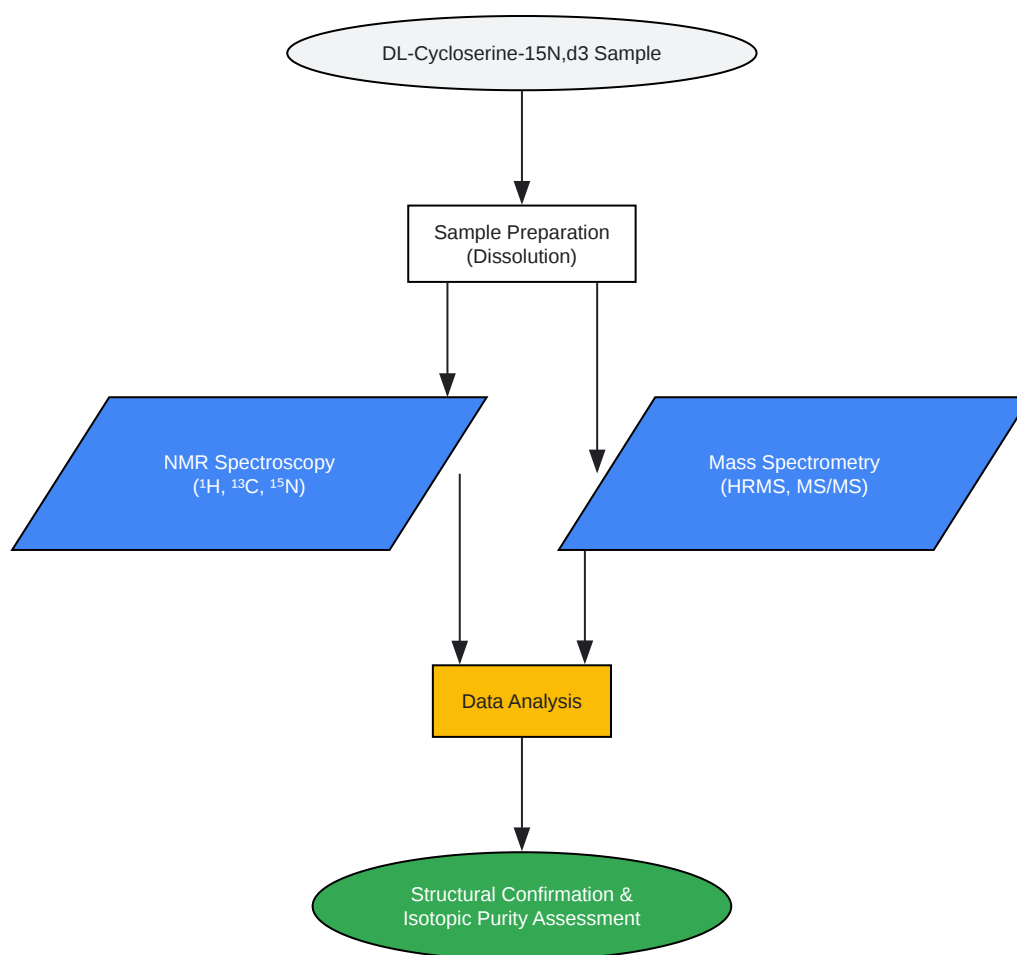 DL-Cycloserine-15N,d3 Sample
Sample Preparation
(Dissolution)
NMR Spectroscopy
(¹H, ¹³C, ¹⁵N)
Mass Spectrometry
(HRMS, MS/MS)
Data Analysis
Structural Confirmation &
Isotopic Purity Assessment